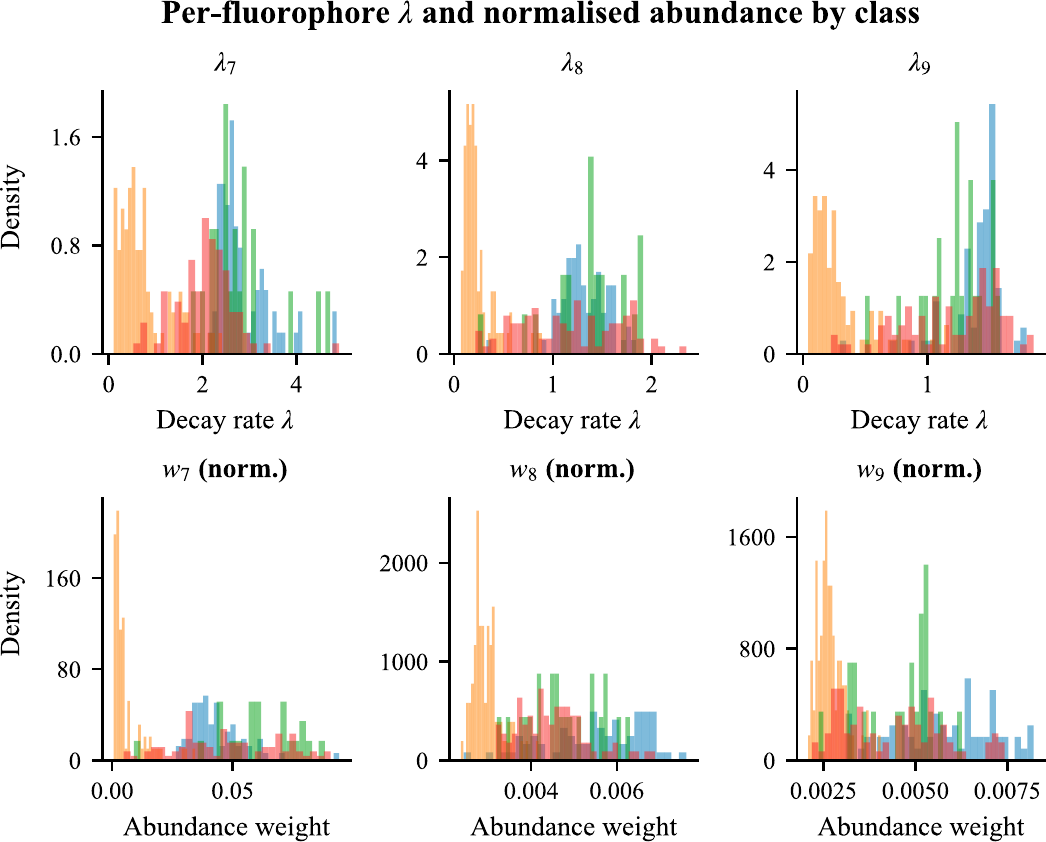 Per-fluorophore λ and normalised abundance by class
λ₇ λ₈ λ₉
Density
1.6
0.8
0.0
0 2 4
Decay rate λ
4
2
0
0 1 2
Decay rate λ
4
2
0
0 1
Decay rate λ
w₇ (norm.) w₈ (norm.) w₉ (norm.)
Density
160
80
0
0.00 0.05
Abundance weight
2000
1000
0
0.004 0.006
Abundance weight
1600
800
0
0.0025 0.0050 0.0075
Abundance weight